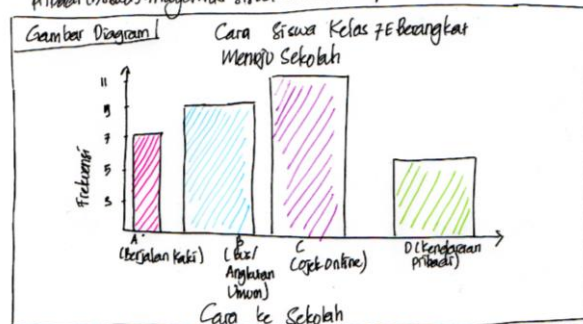 Gambar Diagram
Cara Siswa Kelas 7E Berangkat
Menuju Sekolah
Frekuensi
11
9
7
5
3
A
(Berjalan Kaki)
B
(Bus/
Angkutan
Umum)
C
(Ojek Online)
D (Kendaraan
Pribadi)
Cara ke Sekolah